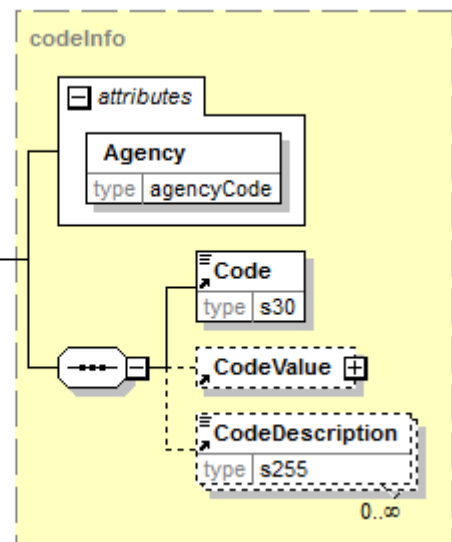 codeInfo
attributes
Agency
type agencyCode
Code
type s30
CodeValue
CodeDescription
type s255
0..∞